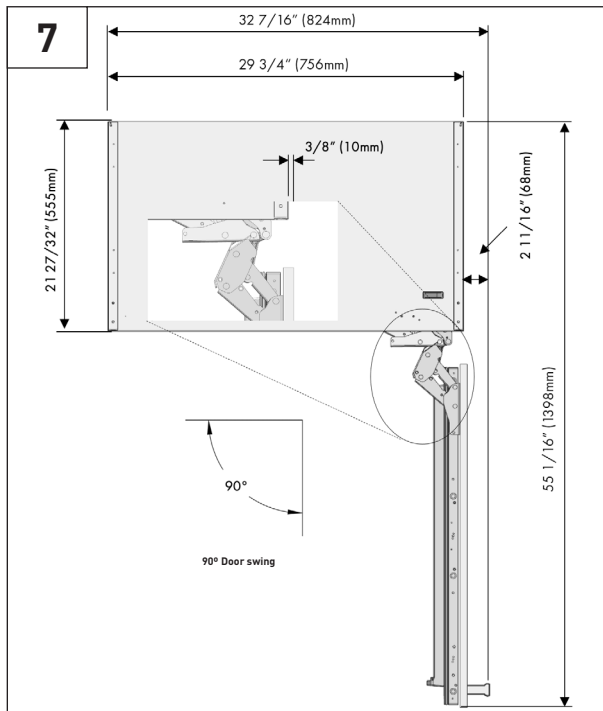 7
32 7/16” (824mm)
29 3/4” (756mm)
3/8” (10mm)
21 27/32” (555mm)
2 11/16” (68mm)
55 1/16” (1398mm)
90°
90º Door swing